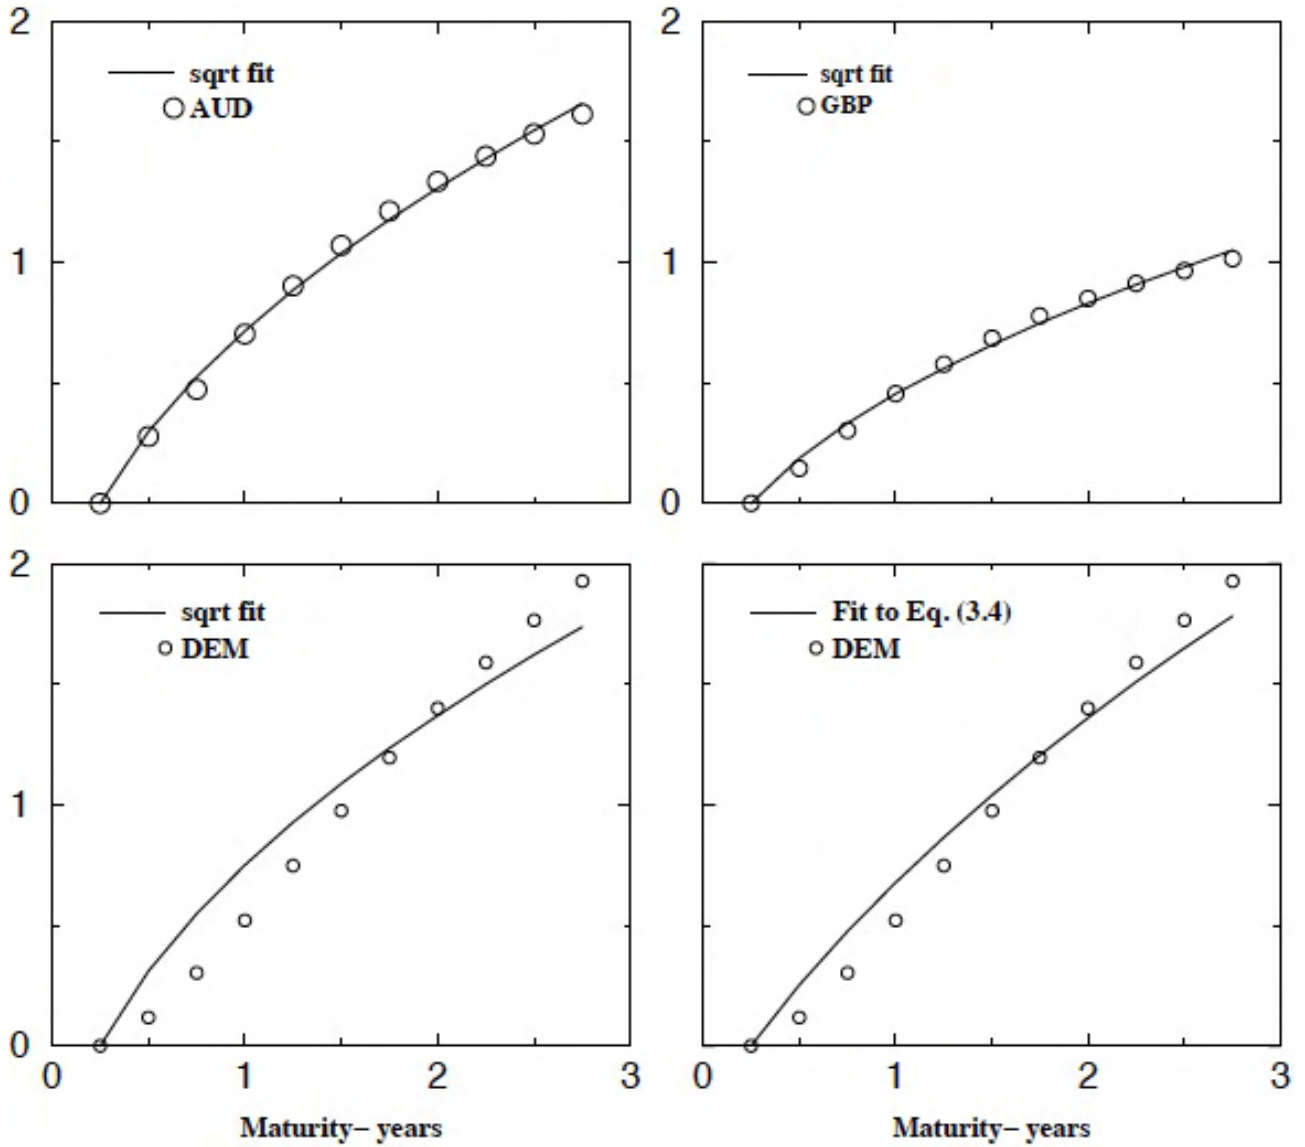 2
sqrt fit
AUD
1
0
2
sqrt fit
GBP
1
0
2
sqrt fit
DEM
1
0
0 1 2 3
Maturity– years
Fit to Eq. (3.4)
DEM
0 1 2 3
Maturity– years